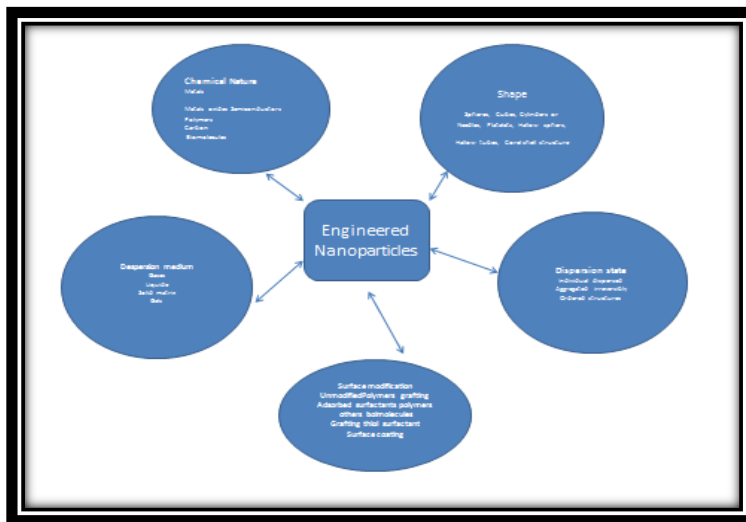 Chemical Nature
Metals
Metals oxides Semiconductors
Polymers
Carbon
Biomolecules
Shape
Spheres, Cubes, Cylinders or
Needles, Platelets, Hollow sphere,
Hollow tubes, Core/shell structure
Engineered
Nanoparticles
Despersion medium
Gases
Liquids
Solid matrix
Gels
Dispersion state
Individual dispersed
Aggregated irreversibly
Ordered structures
Surface modification
UnmodifiedPolymers grafting
Adsorbed surfactants polymers
others boimolecules
Grafting thiol surfactant
Surface coating